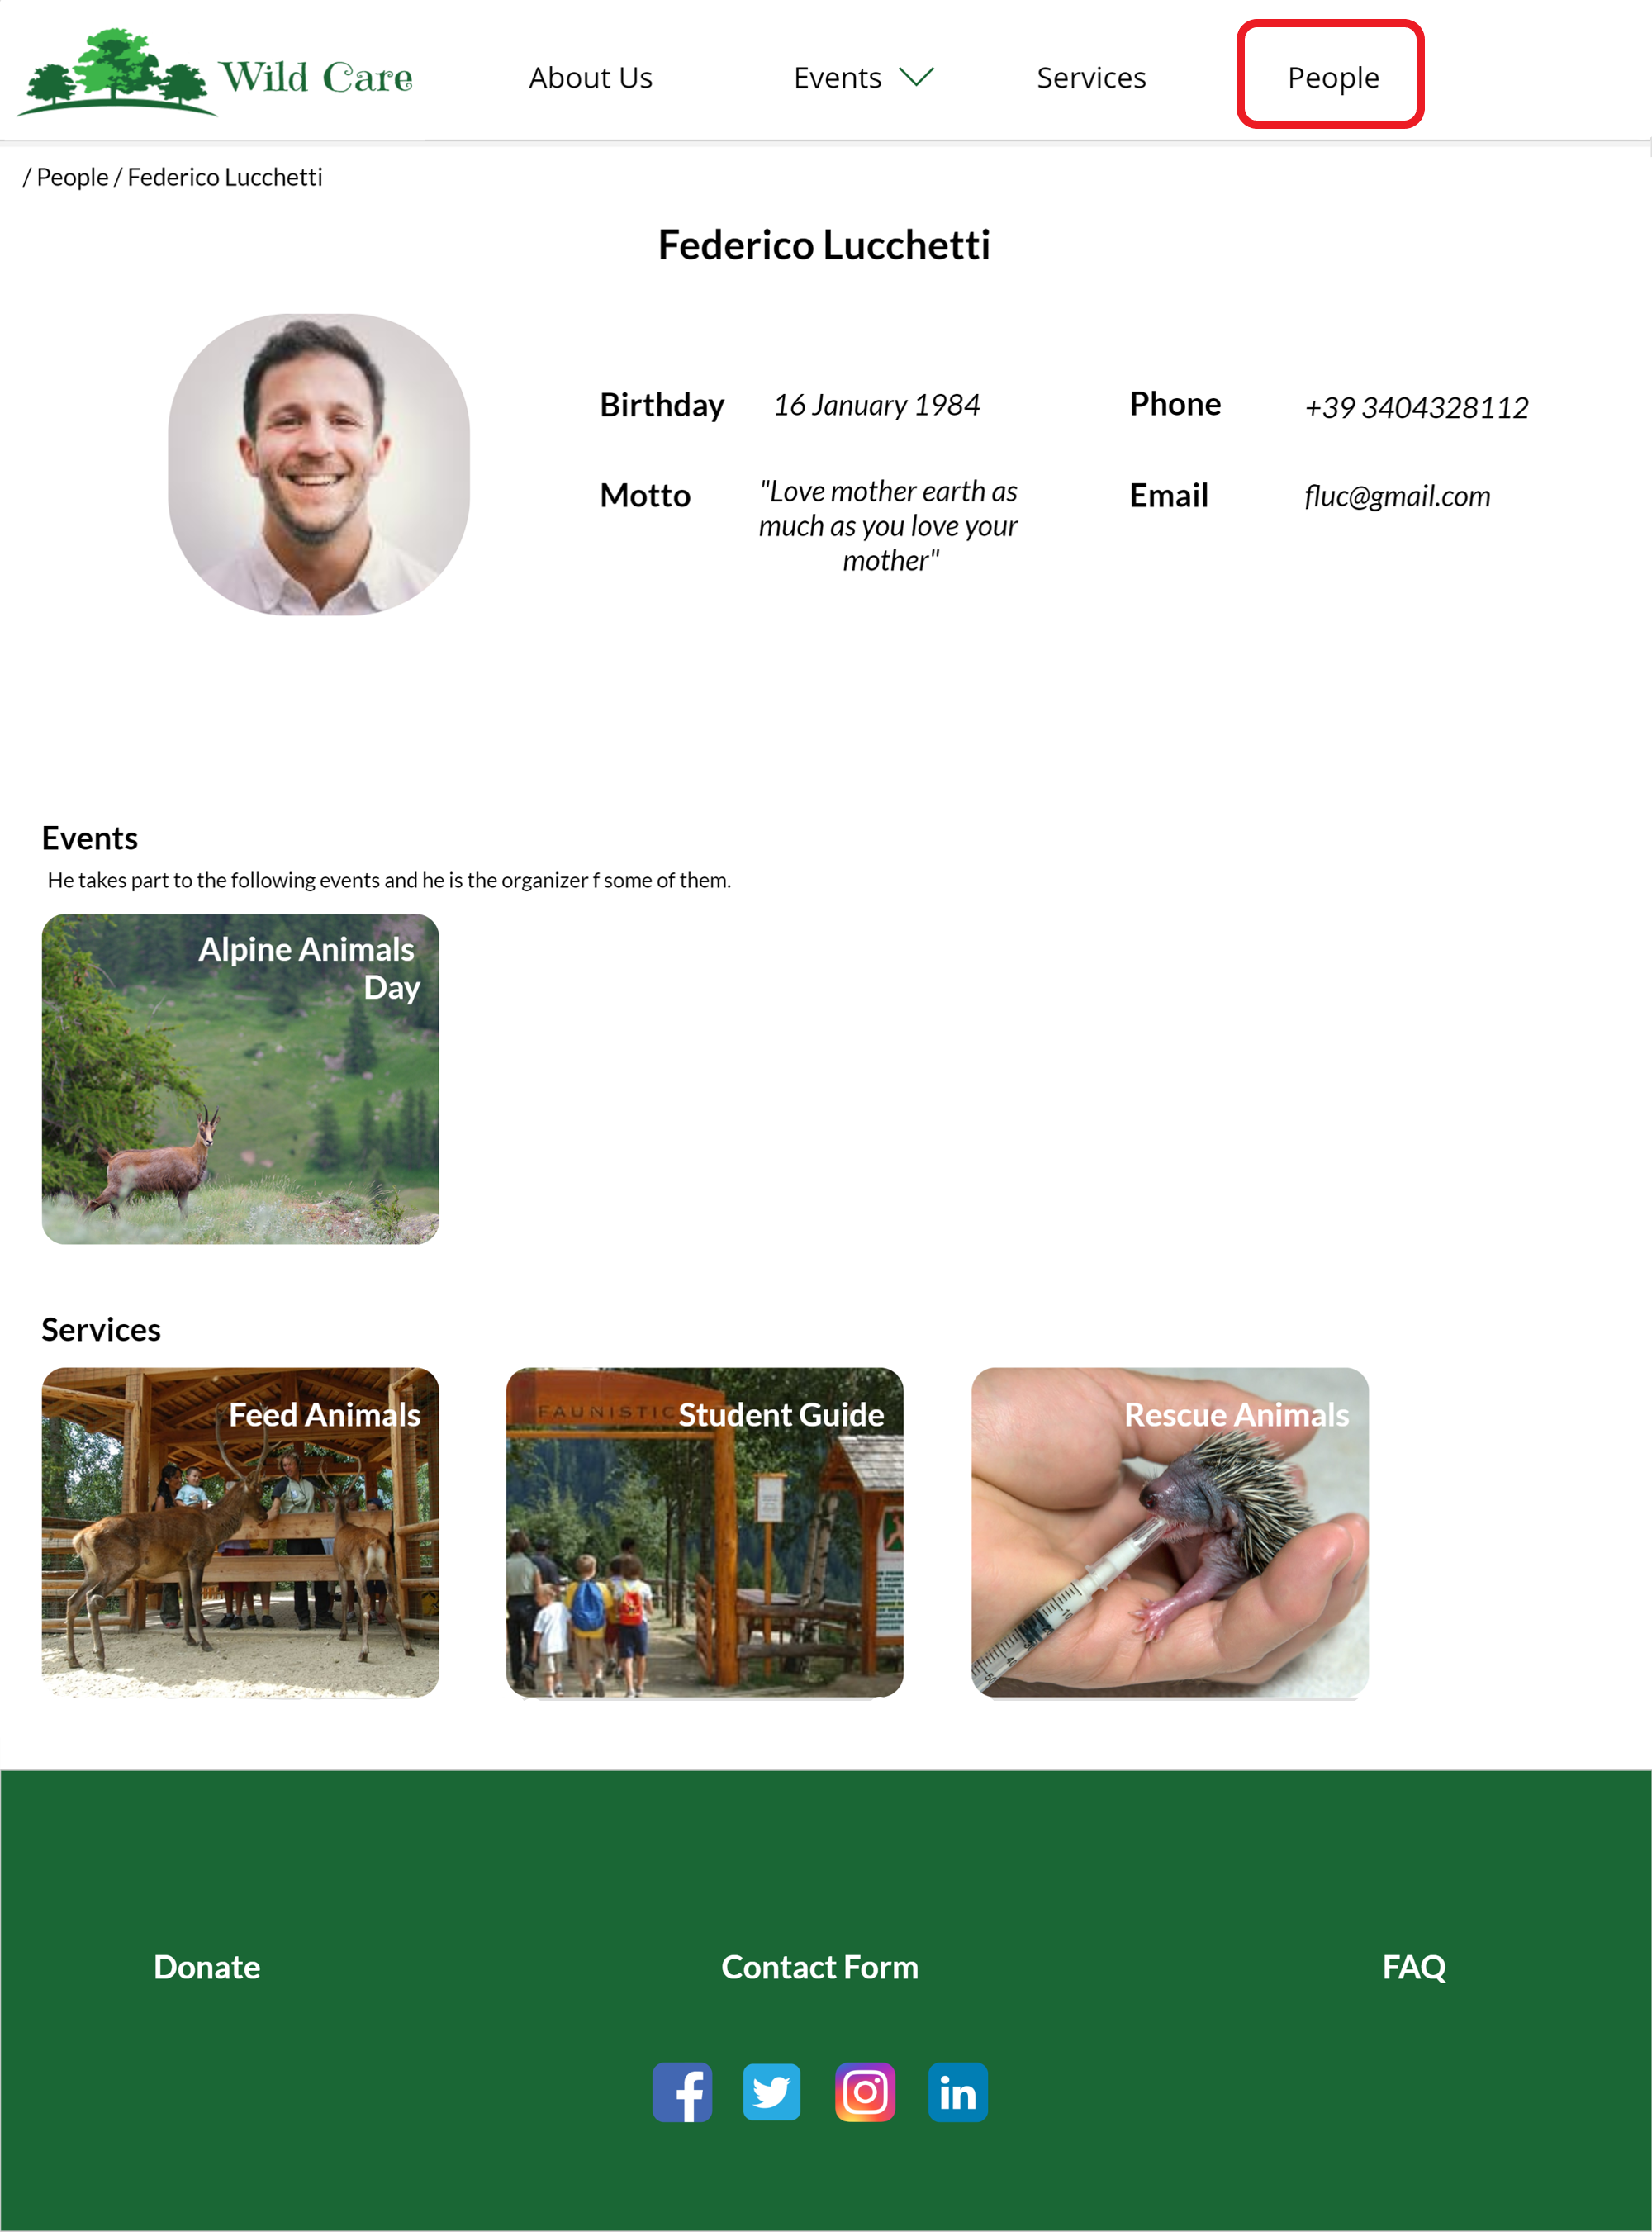 Wild Care
About Us
Events
Services
People
/ People / Federico Lucchetti
Federico Lucchetti
Birthday
16 January 1984
Phone
+39 3404328112
Motto
"Love mother earth as
much as you love your
mother"
Email
fluc@gmail.com
Events
He takes part to the following events and he is the organizer f some of them.
Alpine Animals
Day
Services
Feed Animals
FAUNISTIC
Student Guide
Rescue Animals
Donate
Contact Form
FAQ